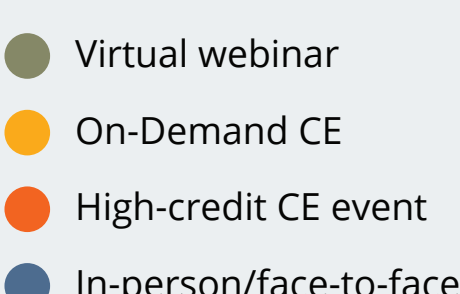 Virtual webinar
On-Demand CE
High-credit CE event
In-person/face-to-face